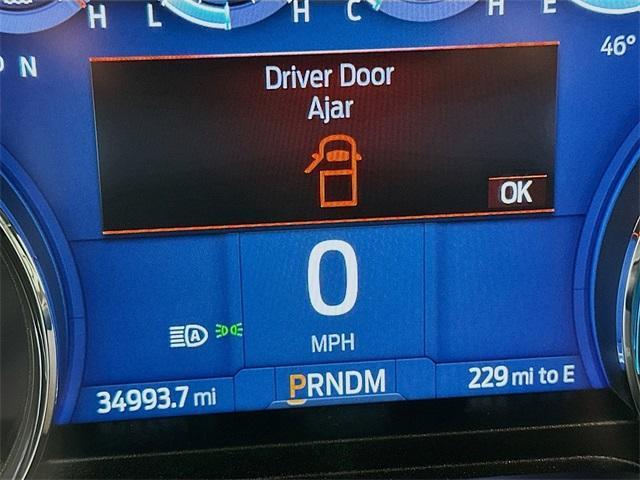 H L H C H E
N 46°
Driver Door
Ajar
OK
0
MPH
A
34993.7 mi PRNDM 229 mi to E